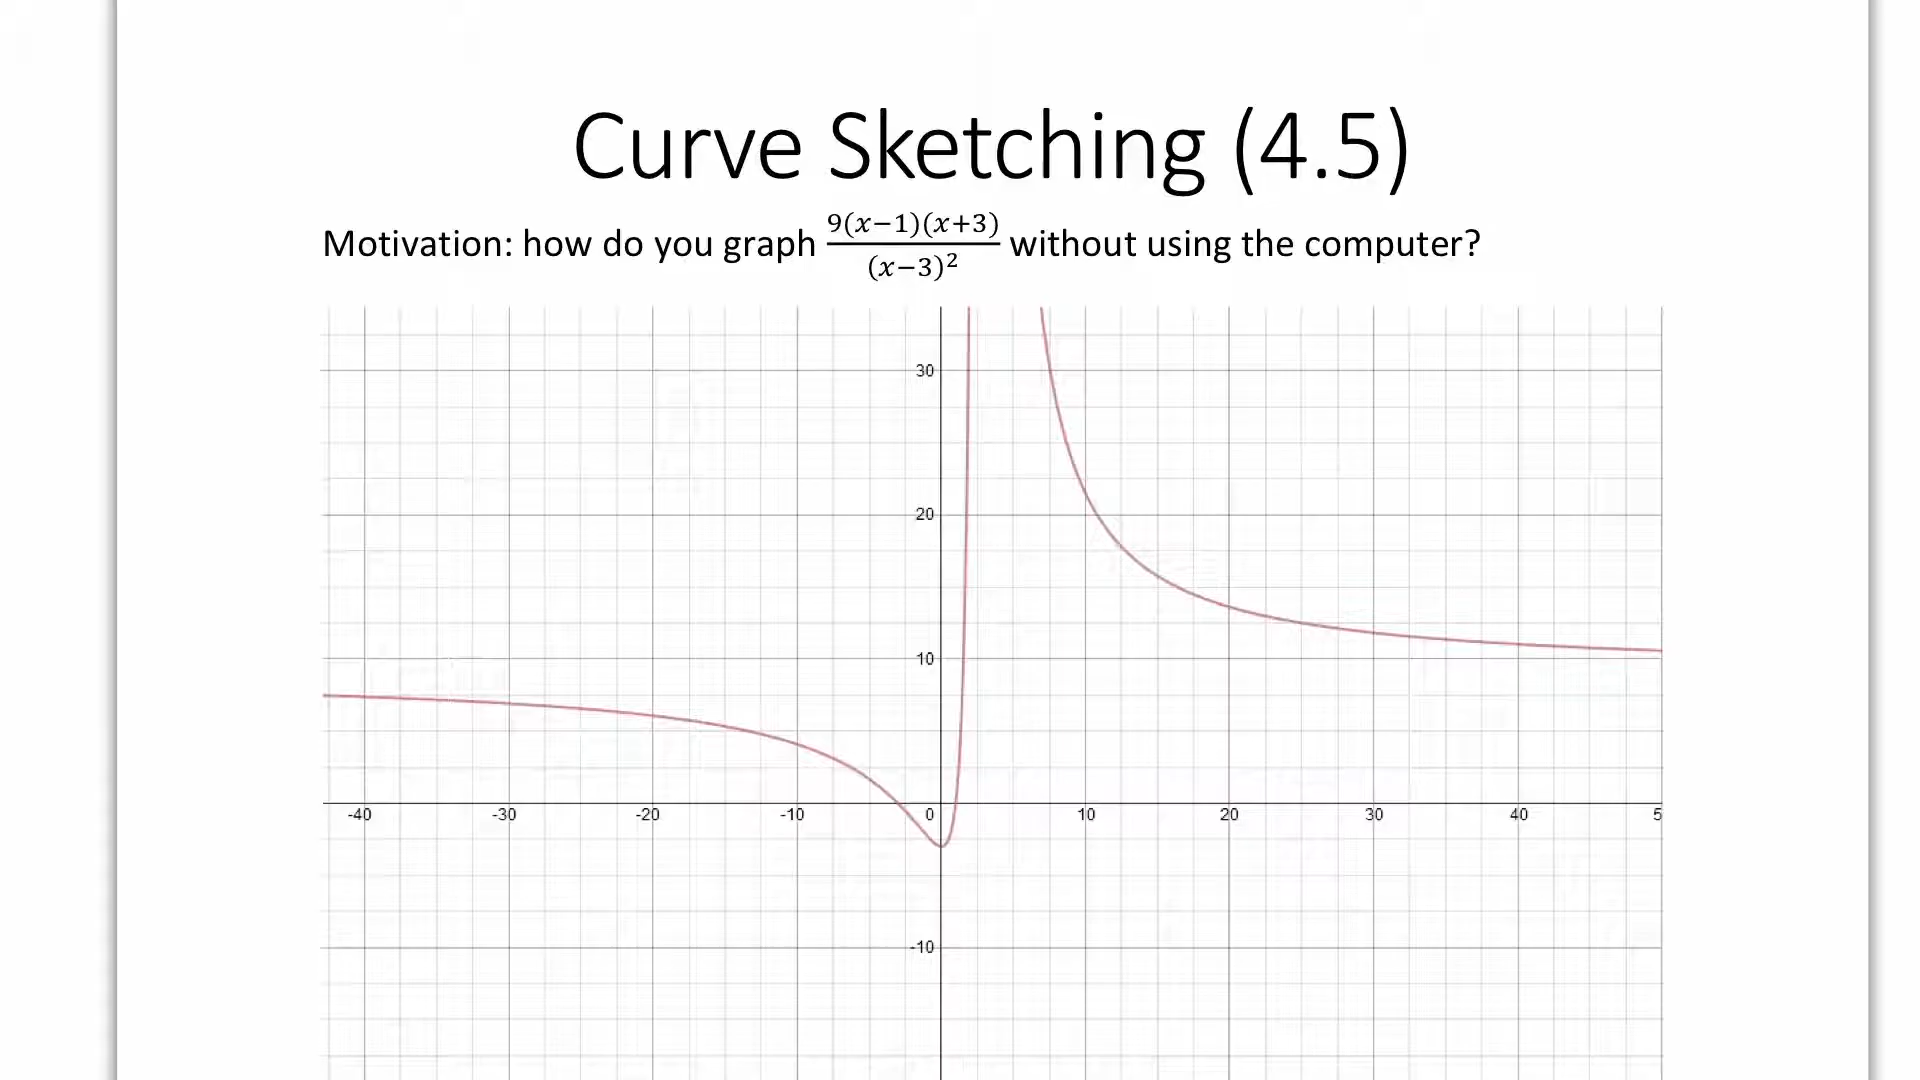 Curve Sketching (4.5)
Motivation: how do you graph 9(x−1)(x+3)/(x−3)² without using the computer?
30
20
10
-40 -30 -20 -10 0 10 20 30 40 5
-10